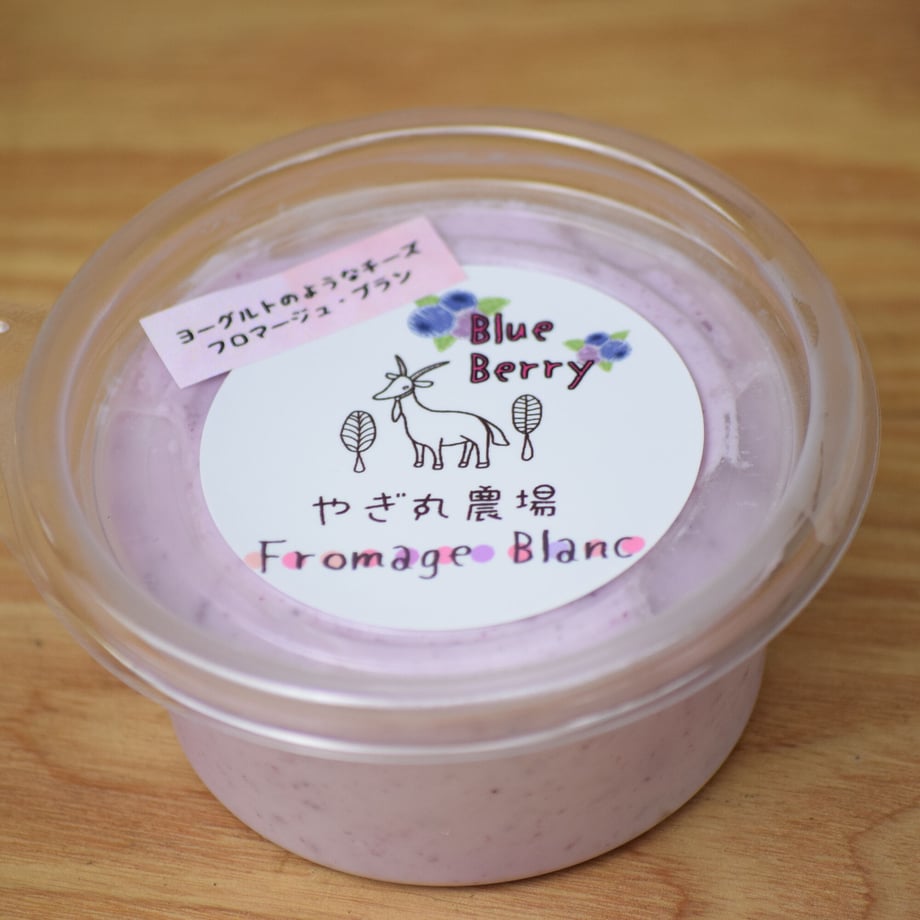 ヨーグルトのようなチーズ
フロマージュ・ブラン
Blue
Berry
やぎ丸農場
Fromage Blanc